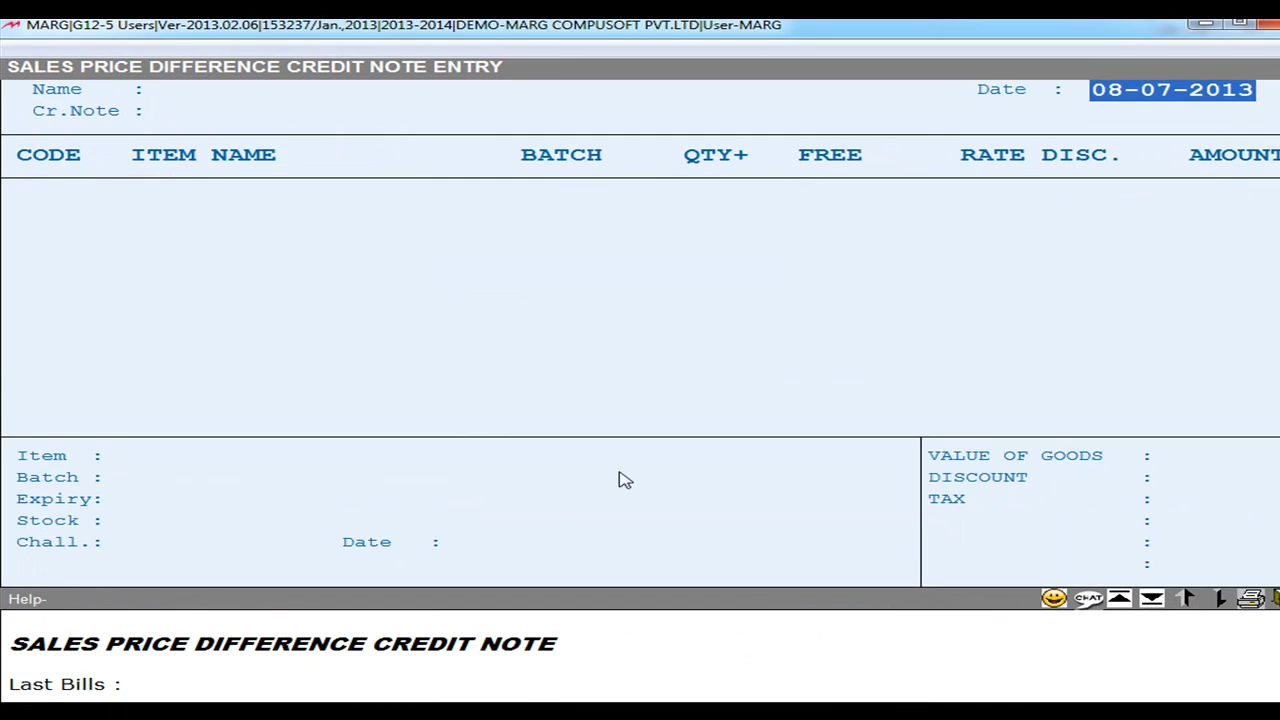 MARG|G12-5 Users|Ver-2013.02.06|153237/Jan.,2013|2013-2014|DEMO-MARG COMPUSOFT PVT.LTD|User-MARG
SALES PRICE DIFFERENCE CREDIT NOTE ENTRY
Name : Date : 08-07-2013
Cr.Note :
CODE ITEM NAME BATCH QTY+ FREE RATE DISC. AMOUNT
Item : VALUE OF GOODS :
Batch : DISCOUNT :
Expiry: TAX :
Stock : :
Chall.: Date : :
:
Help- CHAT
SALES PRICE DIFFERENCE CREDIT NOTE
Last Bills :